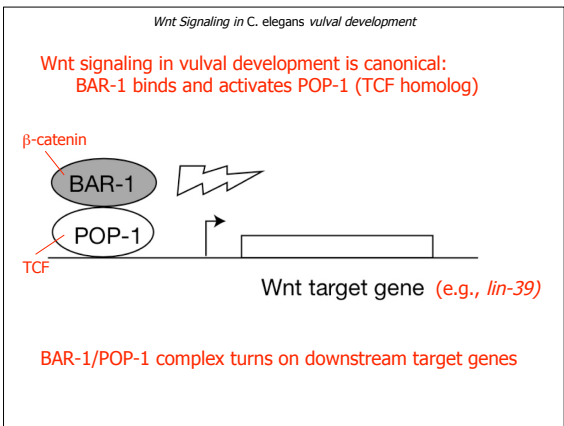 Wnt Signaling in C. elegans vulval development
Wnt signaling in vulval development is canonical:
BAR-1 binds and activates POP-1 (TCF homolog)
β-catenin
BAR-1
POP-1
TCF
Wnt target gene (e.g., lin-39)
BAR-1/POP-1 complex turns on downstream target genes